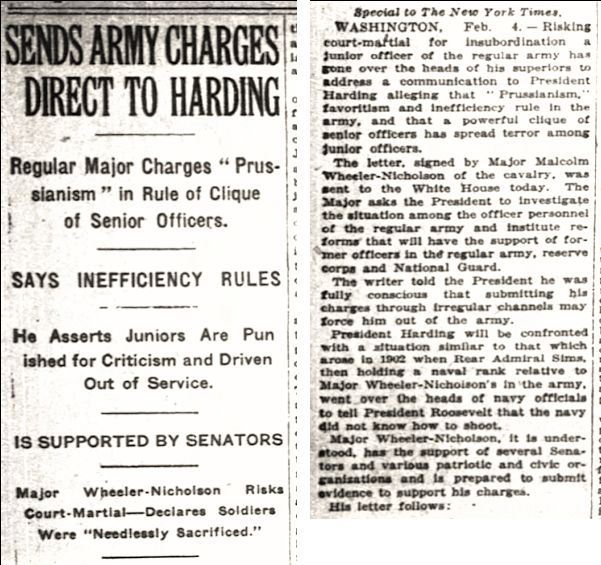 SENDS ARMY CHARGES
DIRECT TO HARDING
Regular Major Charges " Prus-
sianism " in Rule of Clique
of Senior Officers.
SAYS INEFFICIENCY RULES
He Asserts Juniors Are Pun
ished for Criticism and Driven
Out of Service.
IS SUPPORTED BY SENATORS
Major Wheeler-Nicholson Risks
Court-Martial—Declares Soldiers
Were "Needlessly Sacrificed."
Special to The New York Times.
WASHINGTON, Feb. 4. — Risking
court-martial for insubordination a
junior officer of the regular army has
gone over the heads of his superiors to
address a communication to President
Harding alleging that " Prussianism,"
favoritism and inefficiency rule in the
army, and that a powerful clique of
senior officers has spread terror among
junior officers.
The letter, signed by Major Malcolm
Wheeler-Nicholson of the cavalry, was
sent to the White House today. The
Major asks the President to investigate
the situation among the officer personnel
of the regular army and institute re-
forms that will have the support of for-
mer officers in the regular army, reserve
corps and National Guard.
The writer told the President he was
fully conscious that submitting his
charges through irregular channels may
force him out of the army.
President Harding will be confronted
with a situation similar to that which
arose in 1902 when Rear Admiral Sims,
then holding a naval rank relative to
Major Wheeler-Nicholson's in the army,
went over the heads of navy officials
to tell President Roosevelt that the navy
did not know how to shoot.
Major Wheeler-Nicholson, it is under-
stood, has the support of several Sena-
tors and various patriotic and civic or-
ganizations and is prepared to submit
evidence to support his charges.
His letter follows: